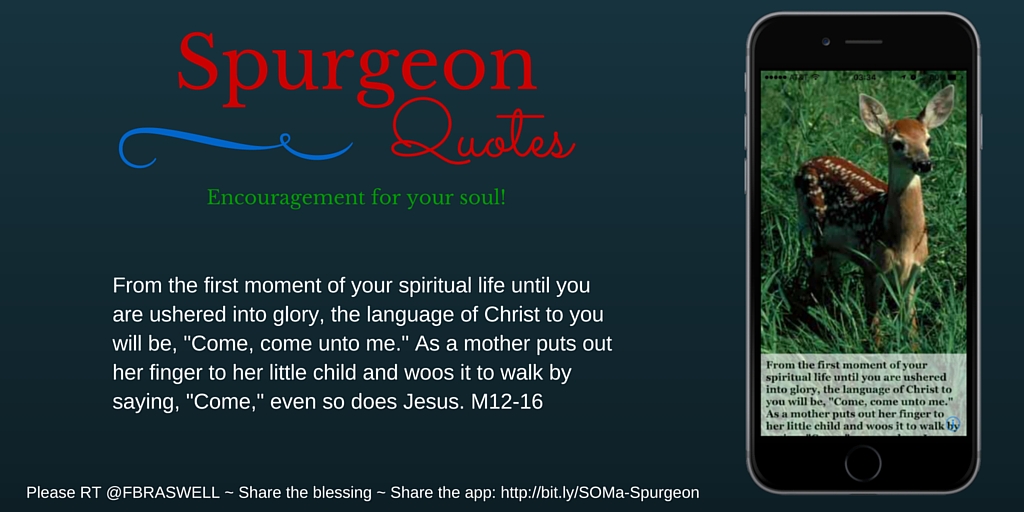 Spurgeon
Quotes
Encouragement for your soul!
From the first moment of your spiritual life until you
are ushered into glory, the language of Christ to you
will be, "Come, come unto me." As a mother puts out
her finger to her little child and woos it to walk by
saying, "Come," even so does Jesus. M12-16
Please RT @FBRASWELL ~ Share the blessing ~ Share the app: http://bit.ly/SOMa-Spurgeon
From the first moment of your
spiritual life until you are ushered
into glory, the language of Christ to
you will be, "Come, come unto me."
As a mother puts out her finger to
her little child and woos it to walk by